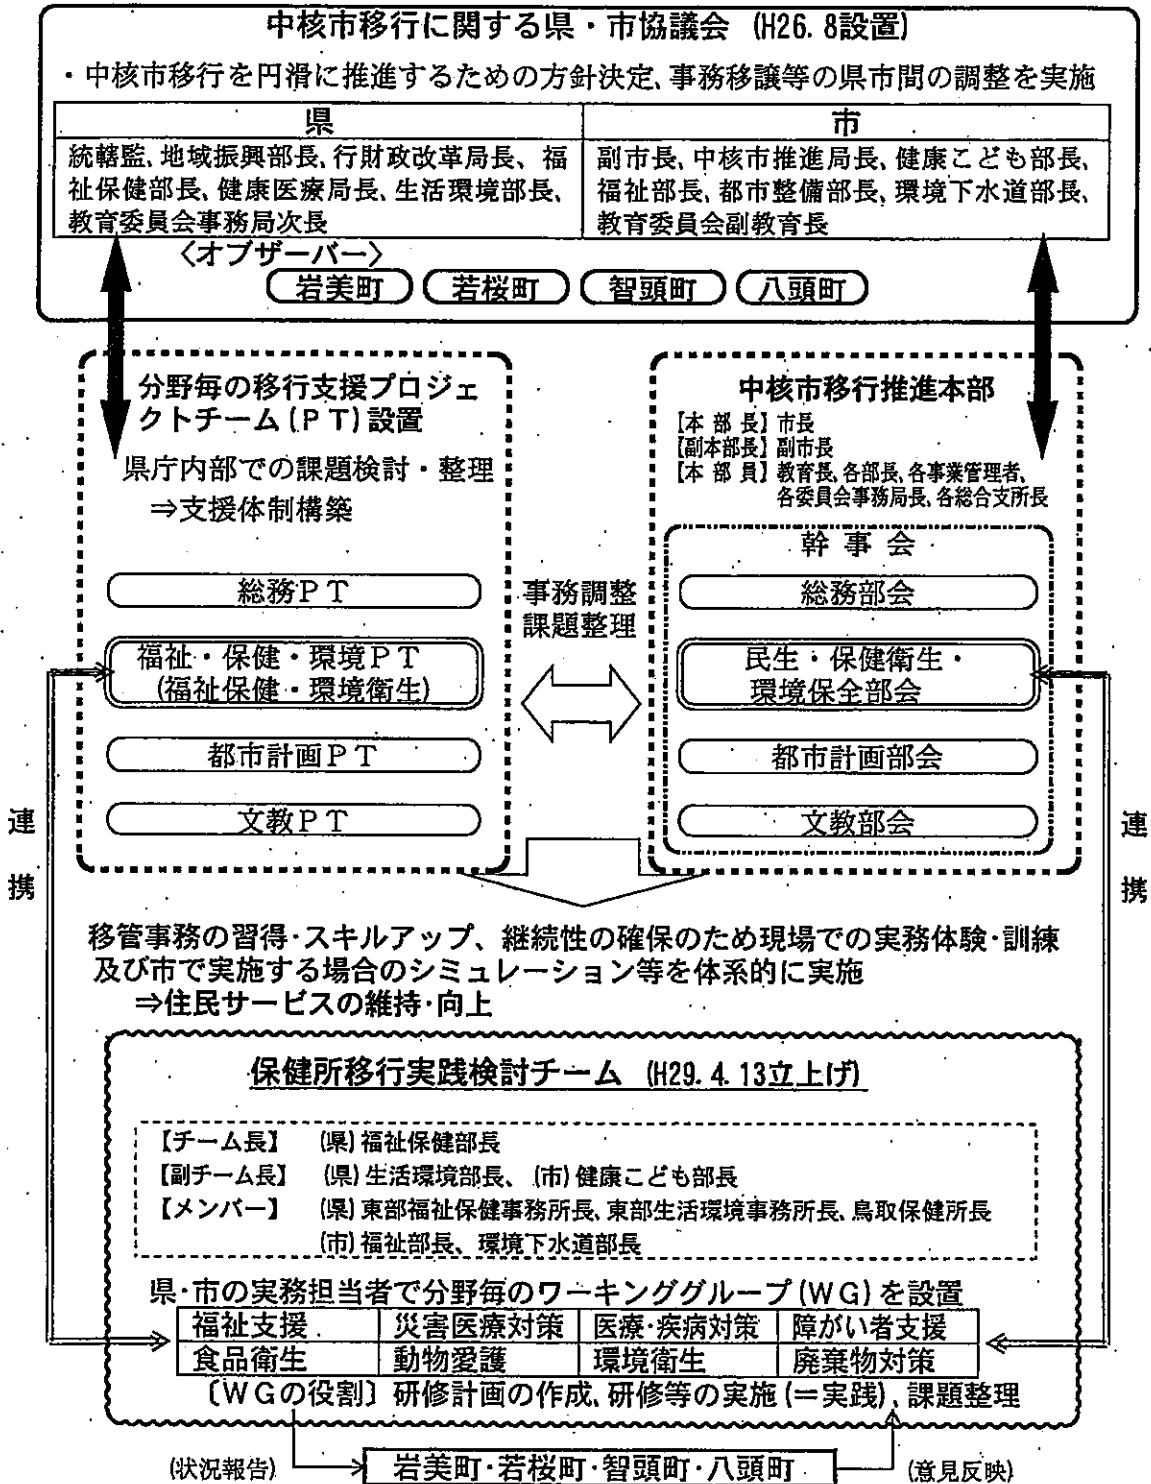 中核市移行に関する県・市協議会 (H26.8設置)
・中核市移行を円滑に推進するための方針決定、事務移譲等の県市間の調整を実施
県
統轄監、地域振興部長、行財政改革局長、福
祉保健部長、健康医療局長、生活環境部長、
教育委員会事務局次長
市
副市長、中核市推進局長、健康こども部長、
福祉部長、都市整備部長、環境下水道部長、
教育委員会副教育長
〈オブザーバー〉
岩美町 若桜町 智頭町 八頭町
分野毎の移行支援プロジェ
クトチーム(PT)設置
県庁内部での課題検討・整理
⇒支援体制構築
総務PT
福祉・保健・環境PT
(福祉保健・環境衛生)
都市計画PT
文教PT
事務調整
課題整理
中核市移行推進本部
【本部長】市長
【副本部長】副市長
【本部員】教育長、各部長、各事業管理者、
各委員会事務局長、各総合支所長
幹事会
総務部会
民生・保健衛生・
環境保全部会
都市計画部会
文教部会
連携
連携
移管事務の習得・スキルアップ、継続性の確保のため現場での実務体験・訓練
及び市で実施する場合のシミュレーション等を体系的に実施
⇒住民サービスの維持・向上
保健所移行実践検討チーム (H29.4.13立上げ)
【チーム長】 (県)福祉保健部長
【副チーム長】 (県)生活環境部長、(市)健康こども部長
【メンバー】 (県)東部福祉保健事務所長、東部生活環境事務所長、鳥取保健所長
(市)福祉部長、環境下水道部長
県・市の実務担当者で分野毎のワーキンググループ(WG)を設置
福祉支援 災害医療対策 医療・疾病対策 障がい者支援
食品衛生 動物愛護 環境衛生 廃棄物対策
〔WGの役割〕研修計画の作成、研修等の実施(=実践)、課題整理
(状況報告) 岩美町・若桜町・智頭町・八頭町 (意見反映)